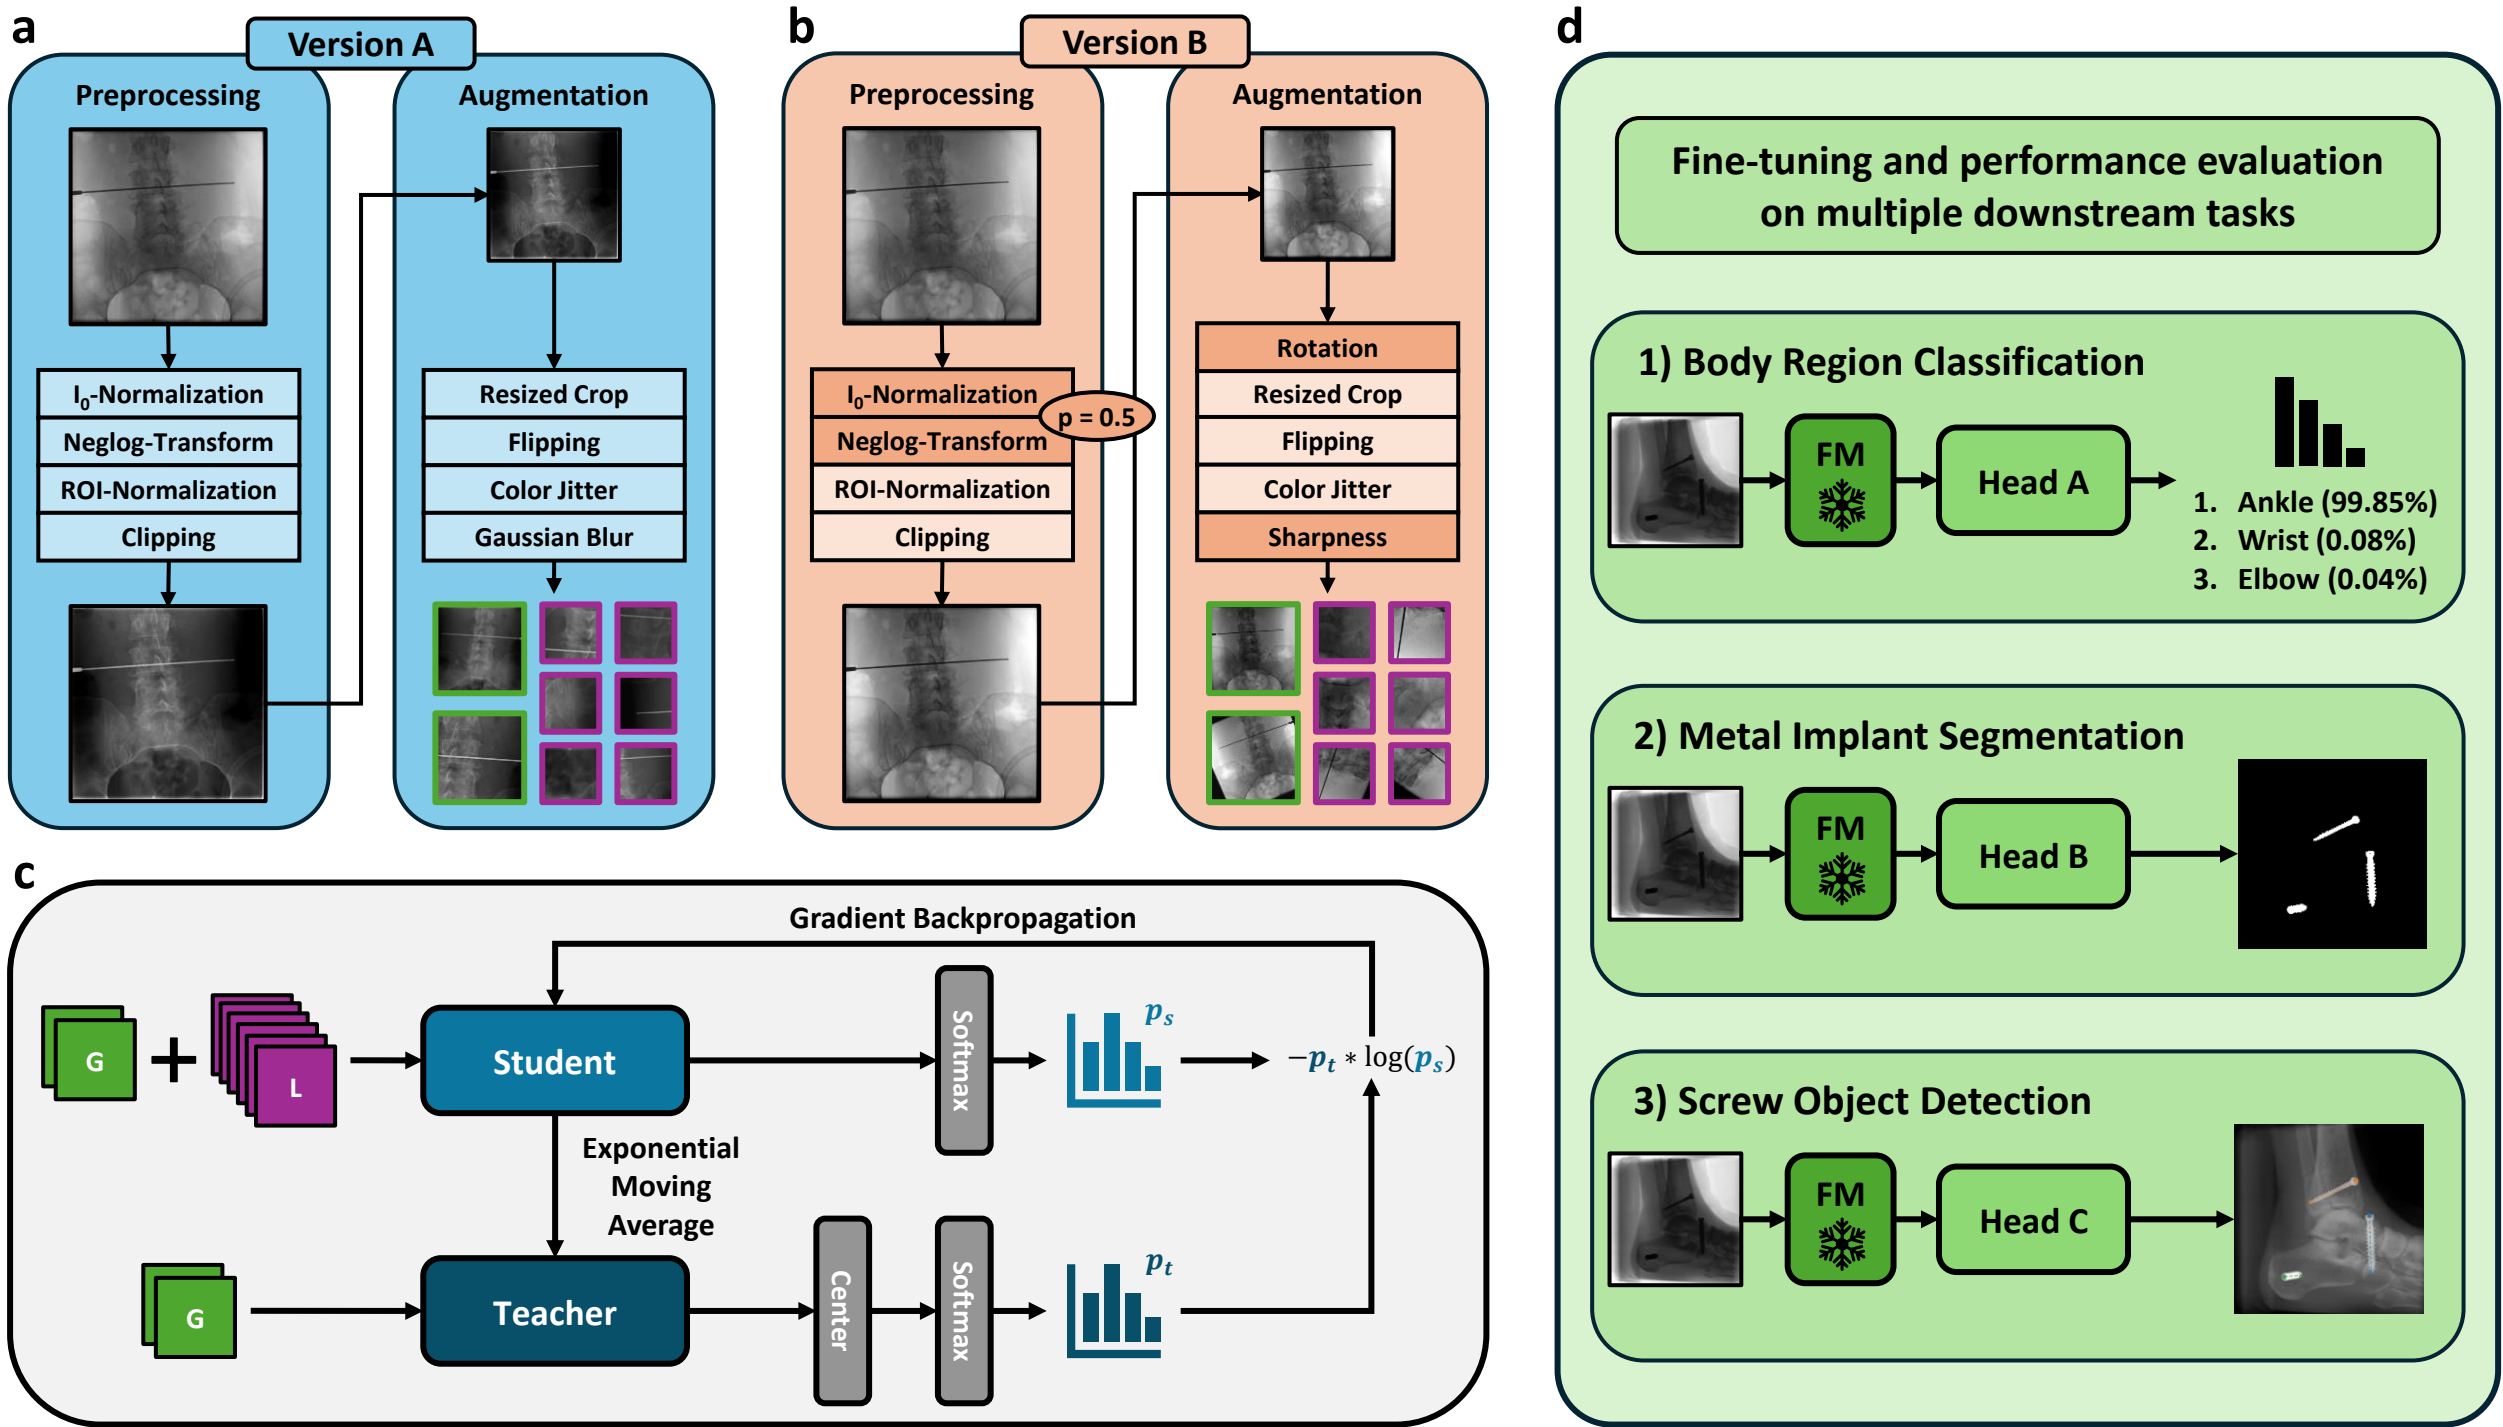 a
Version A
Preprocessing
Augmentation
I₀-Normalization
Neglog-Transform
ROI-Normalization
Clipping
Resized Crop
Flipping
Color Jitter
Gaussian Blur
b
Version B
Preprocessing
Augmentation
I₀-Normalization
Neglog-Transform
ROI-Normalization
Clipping
p = 0.5
Rotation
Resized Crop
Flipping
Color Jitter
Sharpness
c
Gradient Backpropagation
G
L
Student
Softmax
pₛ
−pₜ * log(pₛ)
Exponential
Moving
Average
G
Teacher
Center
Softmax
pₜ
d
Fine-tuning and performance evaluation
on multiple downstream tasks
1) Body Region Classification
FM
Head A
1. Ankle (99.85%)
2. Wrist (0.08%)
3. Elbow (0.04%)
2) Metal Implant Segmentation
FM
Head B
3) Screw Object Detection
FM
Head C